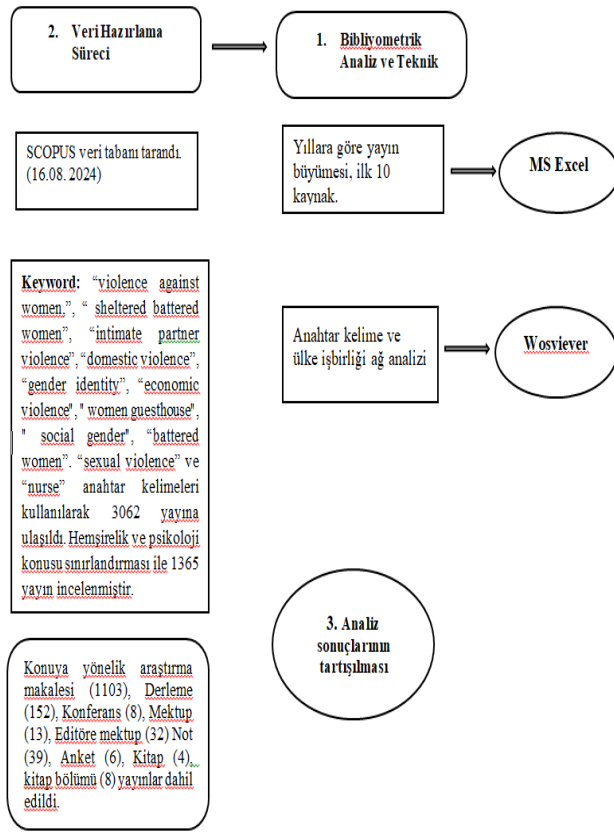 2. Veri Hazırlama
Süreci
1. Bibliyometrik
Analiz ve Teknik
SCOPUS veri tabanı tarandı.
(16.08. 2024)
Yıllara göre yayın
büyümesi, ilk 10
kaynak.
MS Excel
Keyword: “violence against
women,”, “ sheltered battered
women”, “intimate partner
violence”, “domestic violence”,
“gender identity”, “economic
violence", " women guesthouse",
" social gender", “battered
women”. “sexual violence” ve
“nurse” anahtar kelimeleri
kullanılarak 3062 yayına
ulaşıldı. Hemşirelik ve psikoloji
konusu sınırlandırması ile 1365
yayın incelenmiştir.
Anahtar kelime ve
ülke işbirliği ağ analizi
Wosviever
3. Analiz
sonuçlarının
tartışılması
Konuya yönelik araştırma
makalesi (1103), Derleme
(152), Konferans (8), Mektup
(13), Editöre mektup (32) Not
(39), Anket (6), Kitap (4),
kitap bölümü (8) yayınlar dahil
edildi.